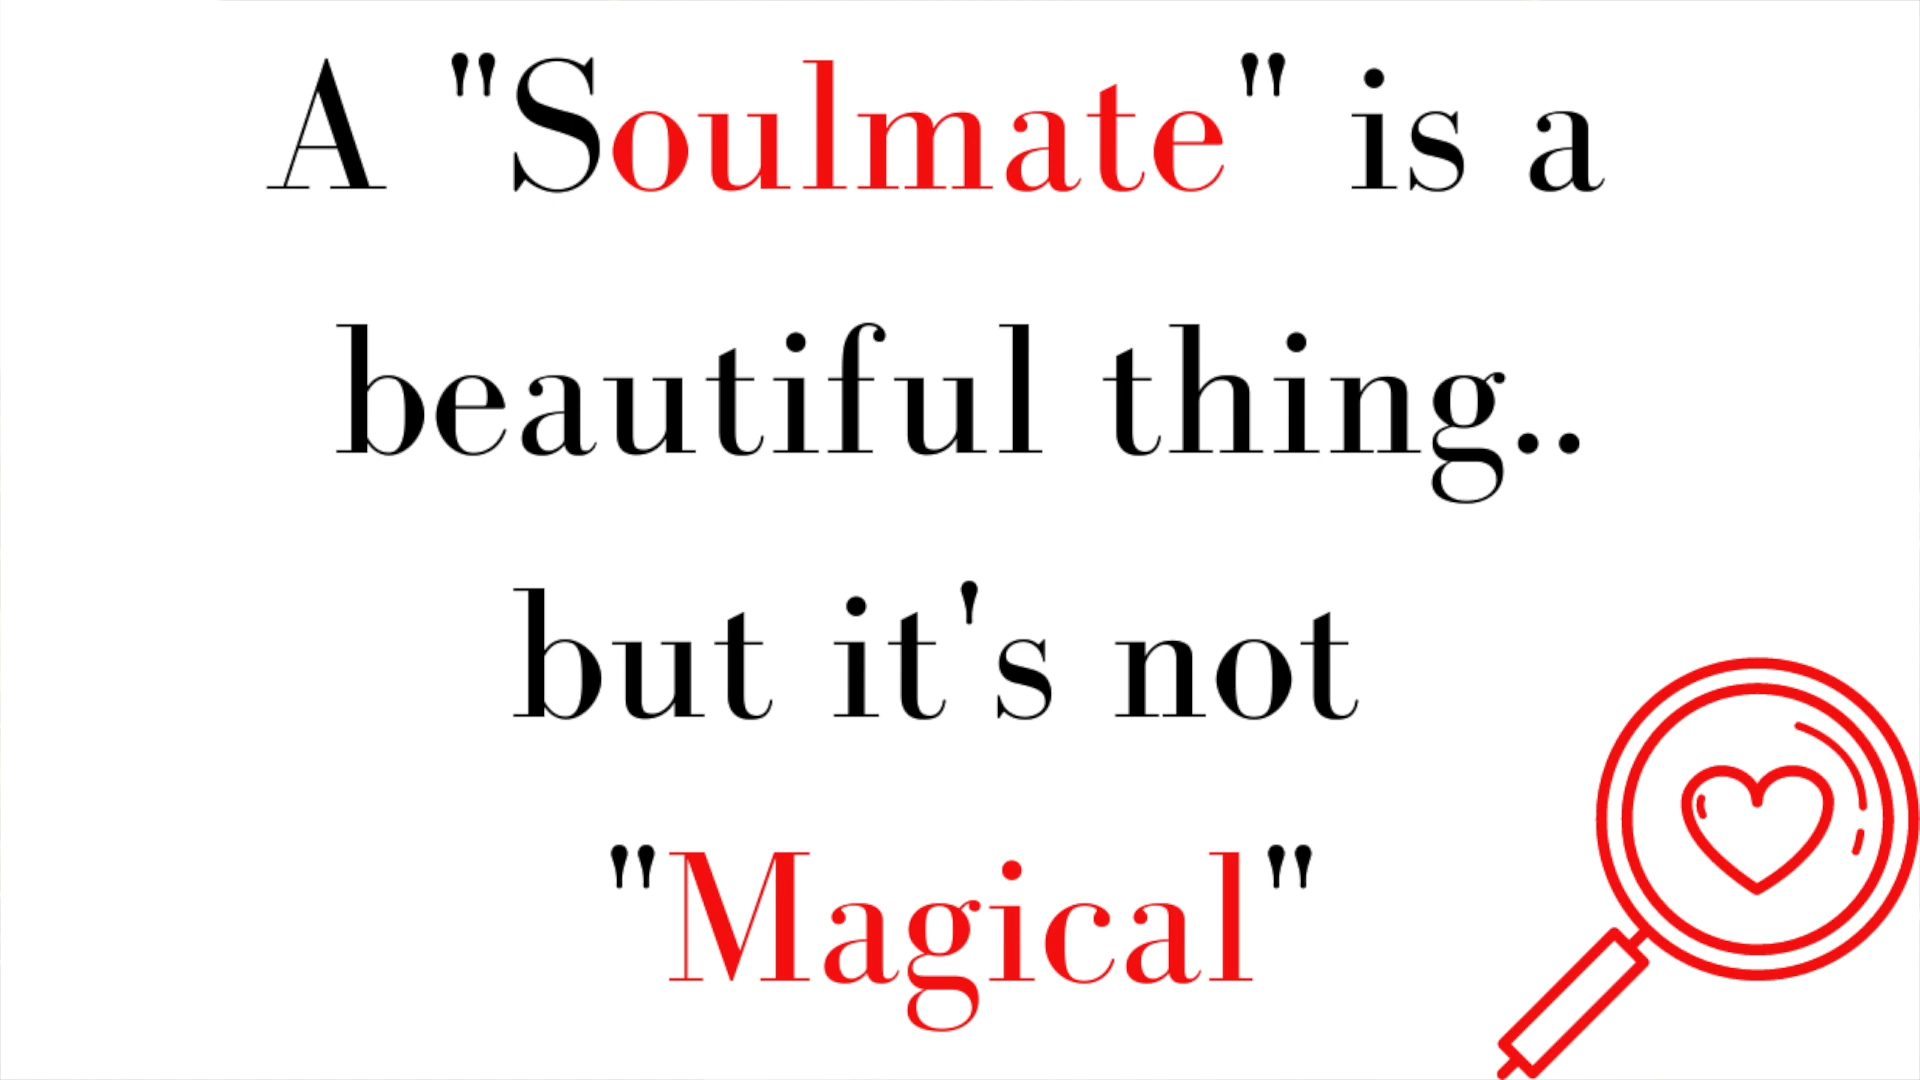 A "Soulmate" is a
beautiful thing..
but it's not
"Magical"